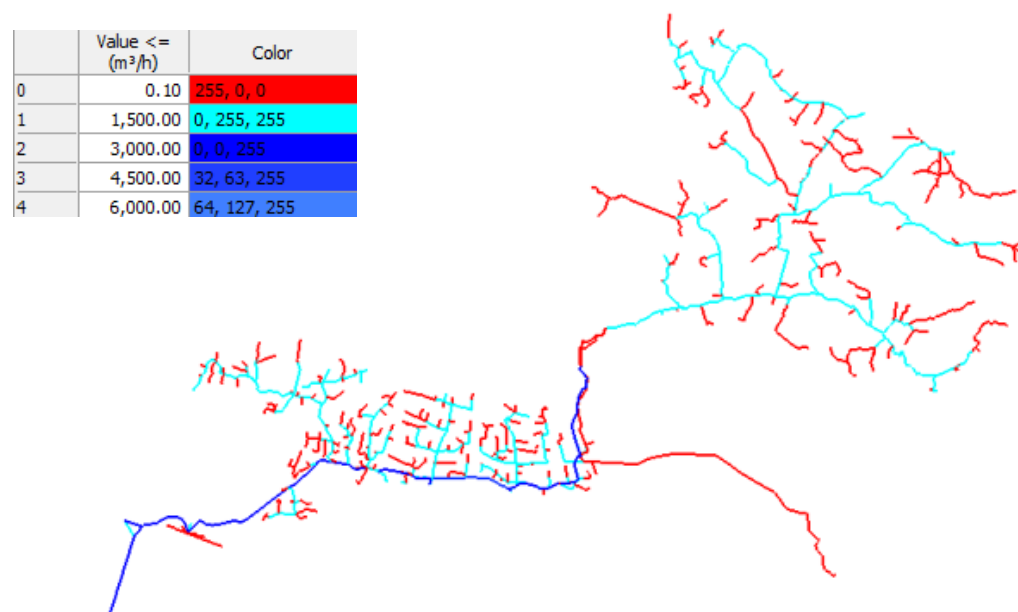 Value <=
(m³/h) Color
0 0.10 255, 0, 0
1 1,500.00 0, 255, 255
2 3,000.00 0, 0, 255
3 4,500.00 32, 63, 255
4 6,000.00 64, 127, 255